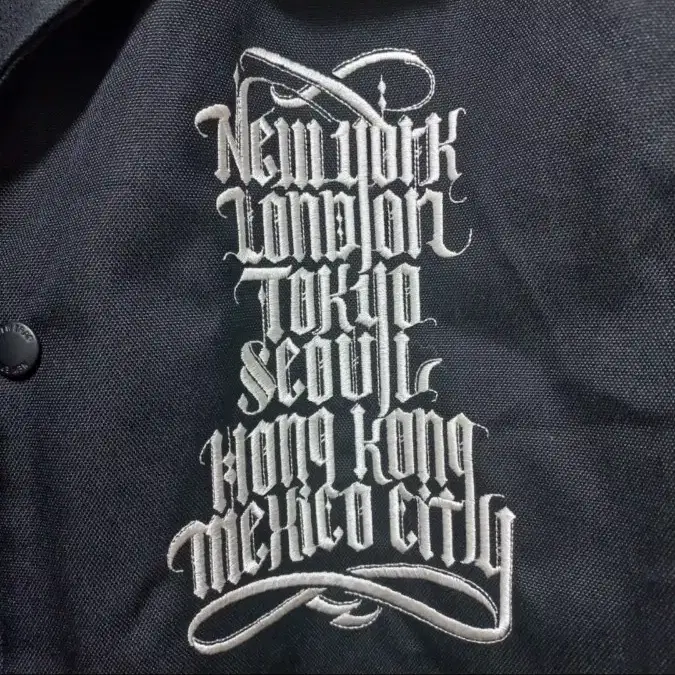 New York
London
Tokyo
Seoul
Hong Kong
Mexico City